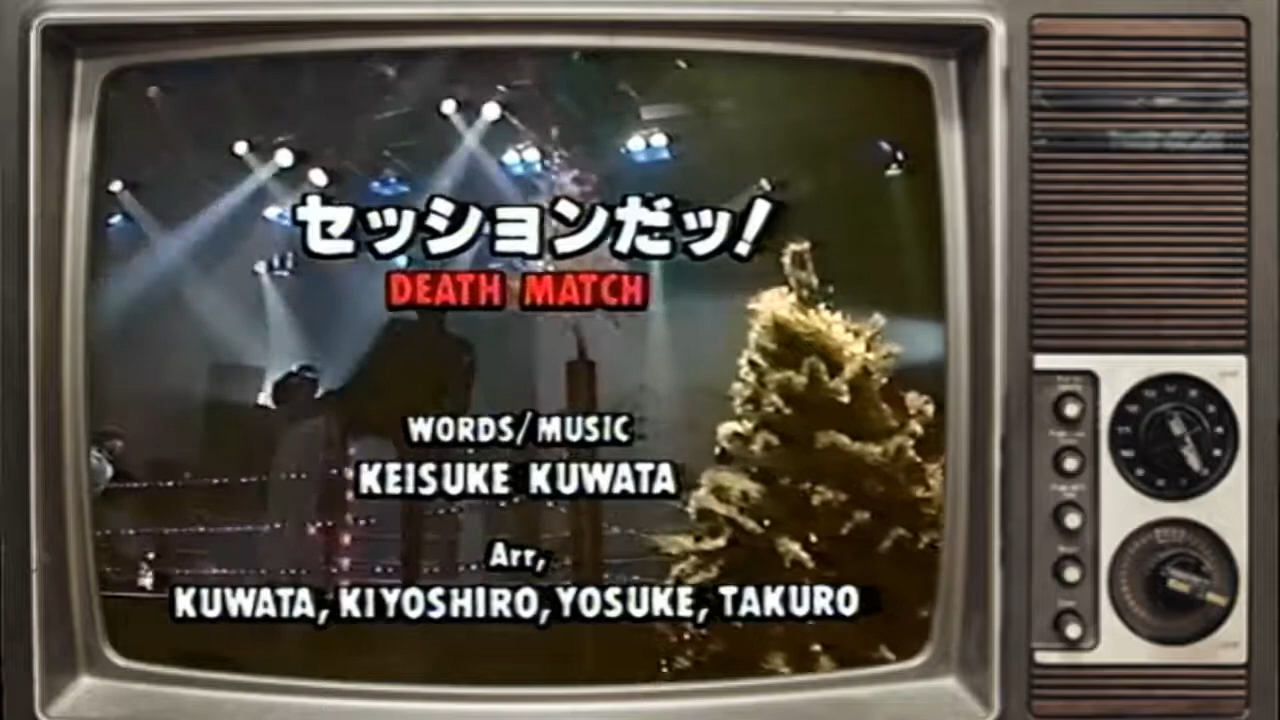 セッションだッ!
DEATH MATCH
WORDS/MUSIC
KEISUKE KUWATA
Arr,
KUWATA, KIYOSHIRO, YOSUKE, TAKURO